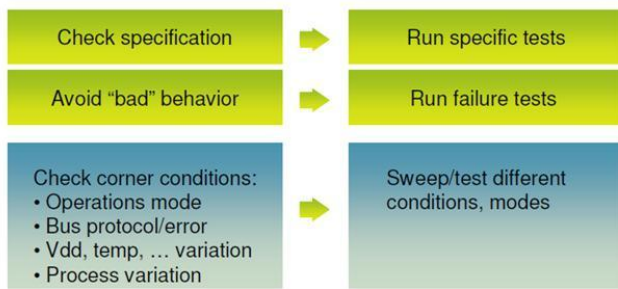 Check specification
Run specific tests
Avoid “bad” behavior
Run failure tests
Check corner conditions:
• Operations mode
• Bus protocol/error
• Vdd, temp, … variation
• Process variation
Sweep/test different
conditions, modes